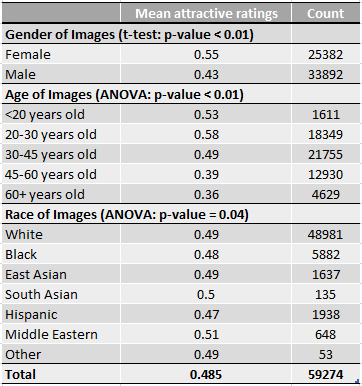 Mean attractive ratings Count
Gender of Images (t-test: p-value < 0.01)
Female 0.55 25382
Male 0.43 33892
Age of Images (ANOVA: p-value < 0.01)
<20 years old 0.53 1611
20-30 years old 0.58 18349
30-45 years old 0.49 21755
45-60 years old 0.39 12930
60+ years old 0.36 4629
Race of Images (ANOVA: p-value = 0.04)
White 0.49 48981
Black 0.48 5882
East Asian 0.49 1637
South Asian 0.5 135
Hispanic 0.47 1938
Middle Eastern 0.51 648
Other 0.49 53
Total 0.485 59274